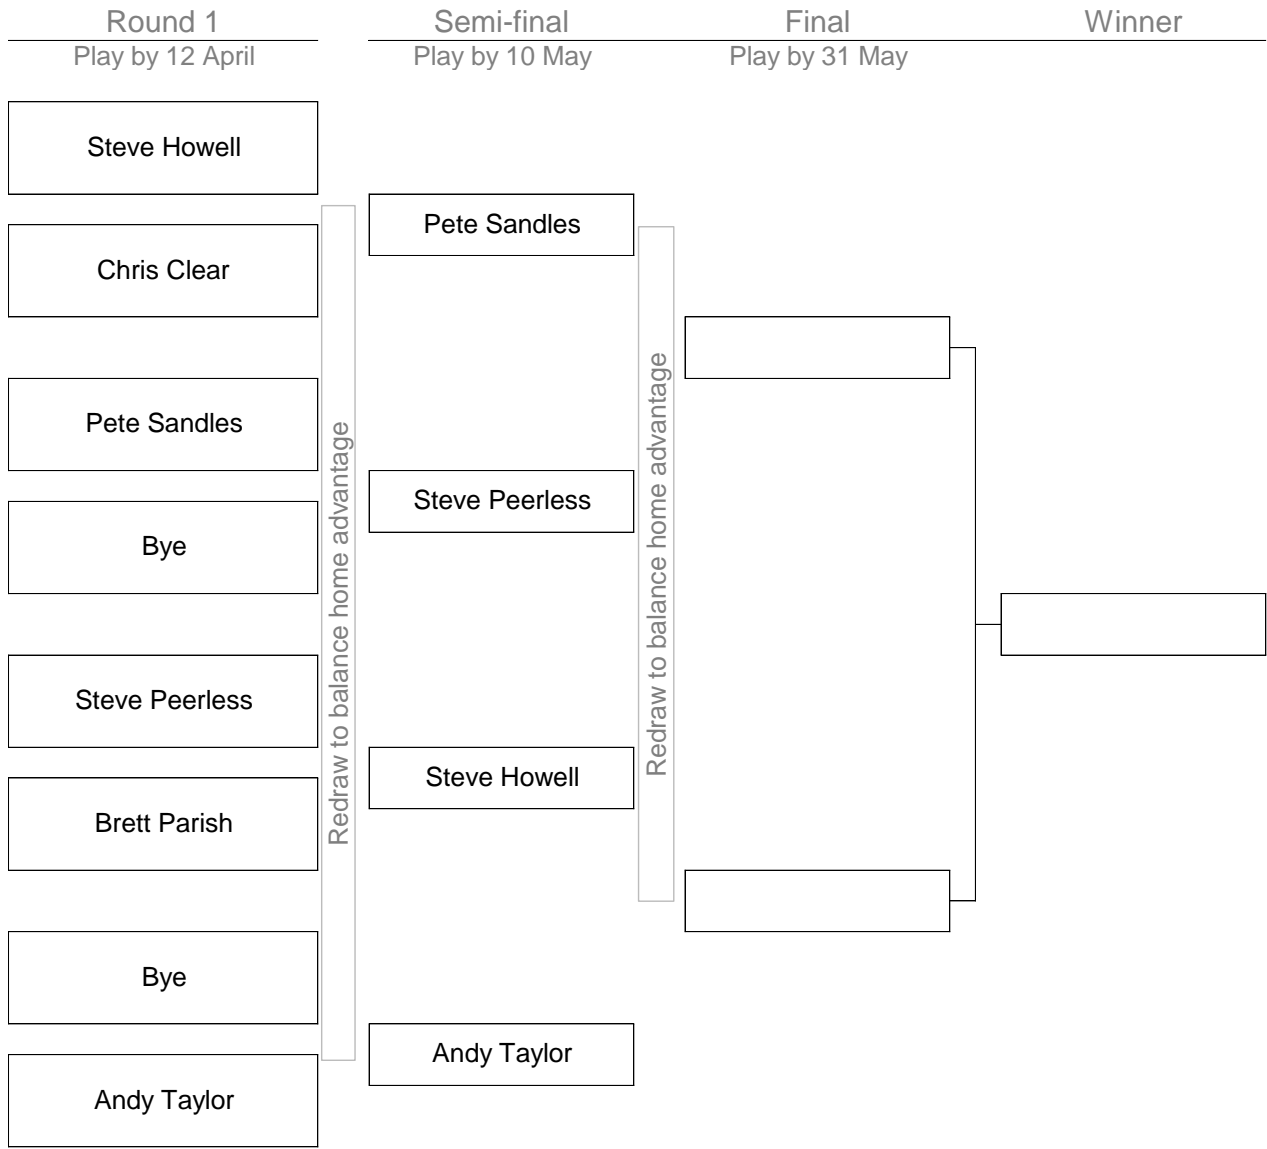 Round 1
Semi-final
Final
Winner
Play by 12 April
Play by 10 May
Play by 31 May
Steve Howell
Chris Clear
Pete Sandles
Bye
Steve Peerless
Brett Parish
Bye
Andy Taylor
Redraw to balance home advantage
Pete Sandles
Steve Peerless
Steve Howell
Andy Taylor
Redraw to balance home advantage